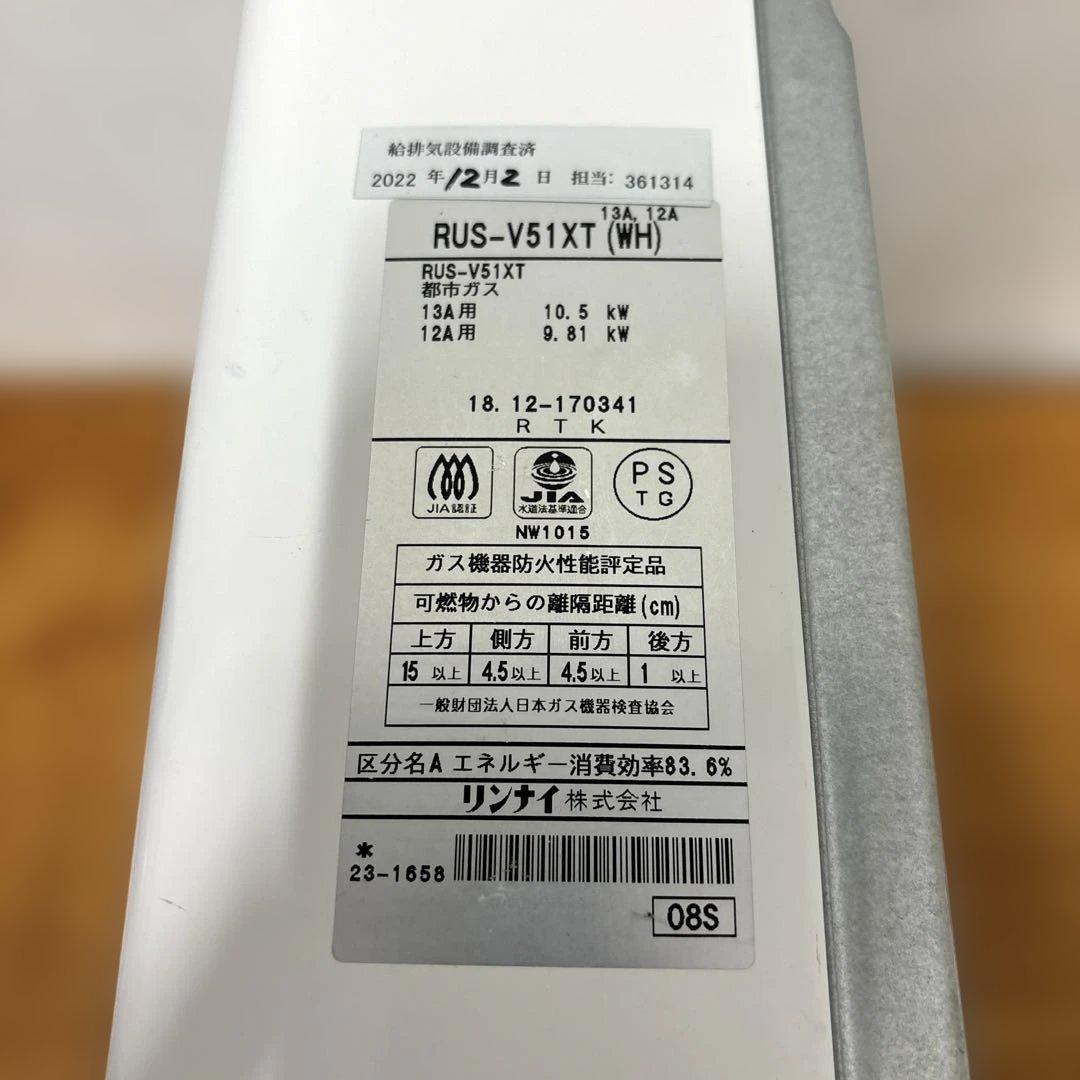 給排気設備調査済
2022 年12月2日 担当: 361314
13A, 12A
RUS-V51XT (WH)
RUS-V51XT
都市ガス
13A用 10.5 kW
12A用 9.81 kW
18.12-170341
R T K
JIA認証
JIA
水道法基準適合
PS
TG
NW1015
ガス機器防火性能評定品
可燃物からの離隔距離(cm)
上方 側方 前方 後方
15 以上 4.5以上 4.5以上 1 以上
一般財団法人日本ガス機器検査協会
区分名A エネルギー消費効率83.6%
リンナイ株式会社
*
23-1658
08S